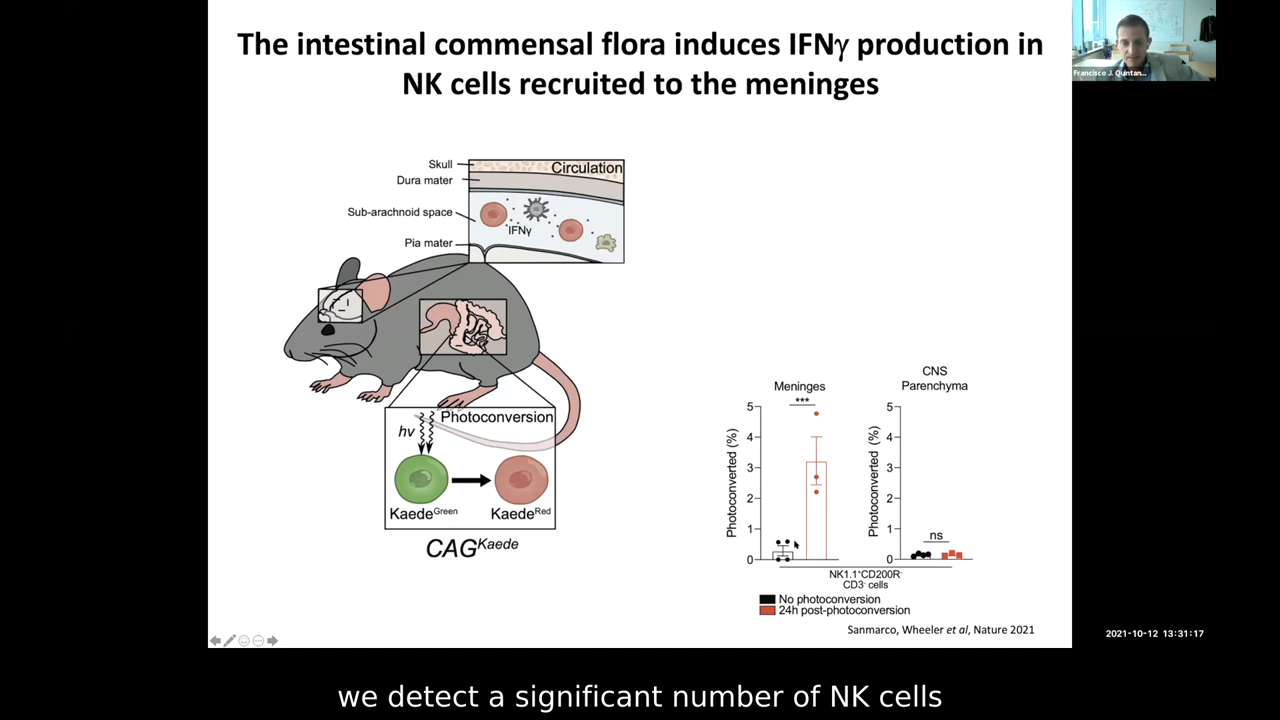 The intestinal commensal flora induces IFNγ production in
NK cells recruited to the meninges
Francisco J. Quntan...
Skull
Dura mater
Sub-arachnoid space
Pia mater
Circulation
IFNγ
Photoconversion
hv
KaedeGreen
KaedeRed
CAGKaede
Meninges
***
Photoconverted (%)
5
4
3
2
1
0
CNS
Parenchyma
ns
Photoconverted (%)
5
4
3
2
1
0
NK1.1+CD200R-
CD3- cells
No photoconversion
24h post-photoconversion
Sanmarco, Wheeler et al, Nature 2021
2021-10-12 13:31:17
we detect a significant number of NK cells